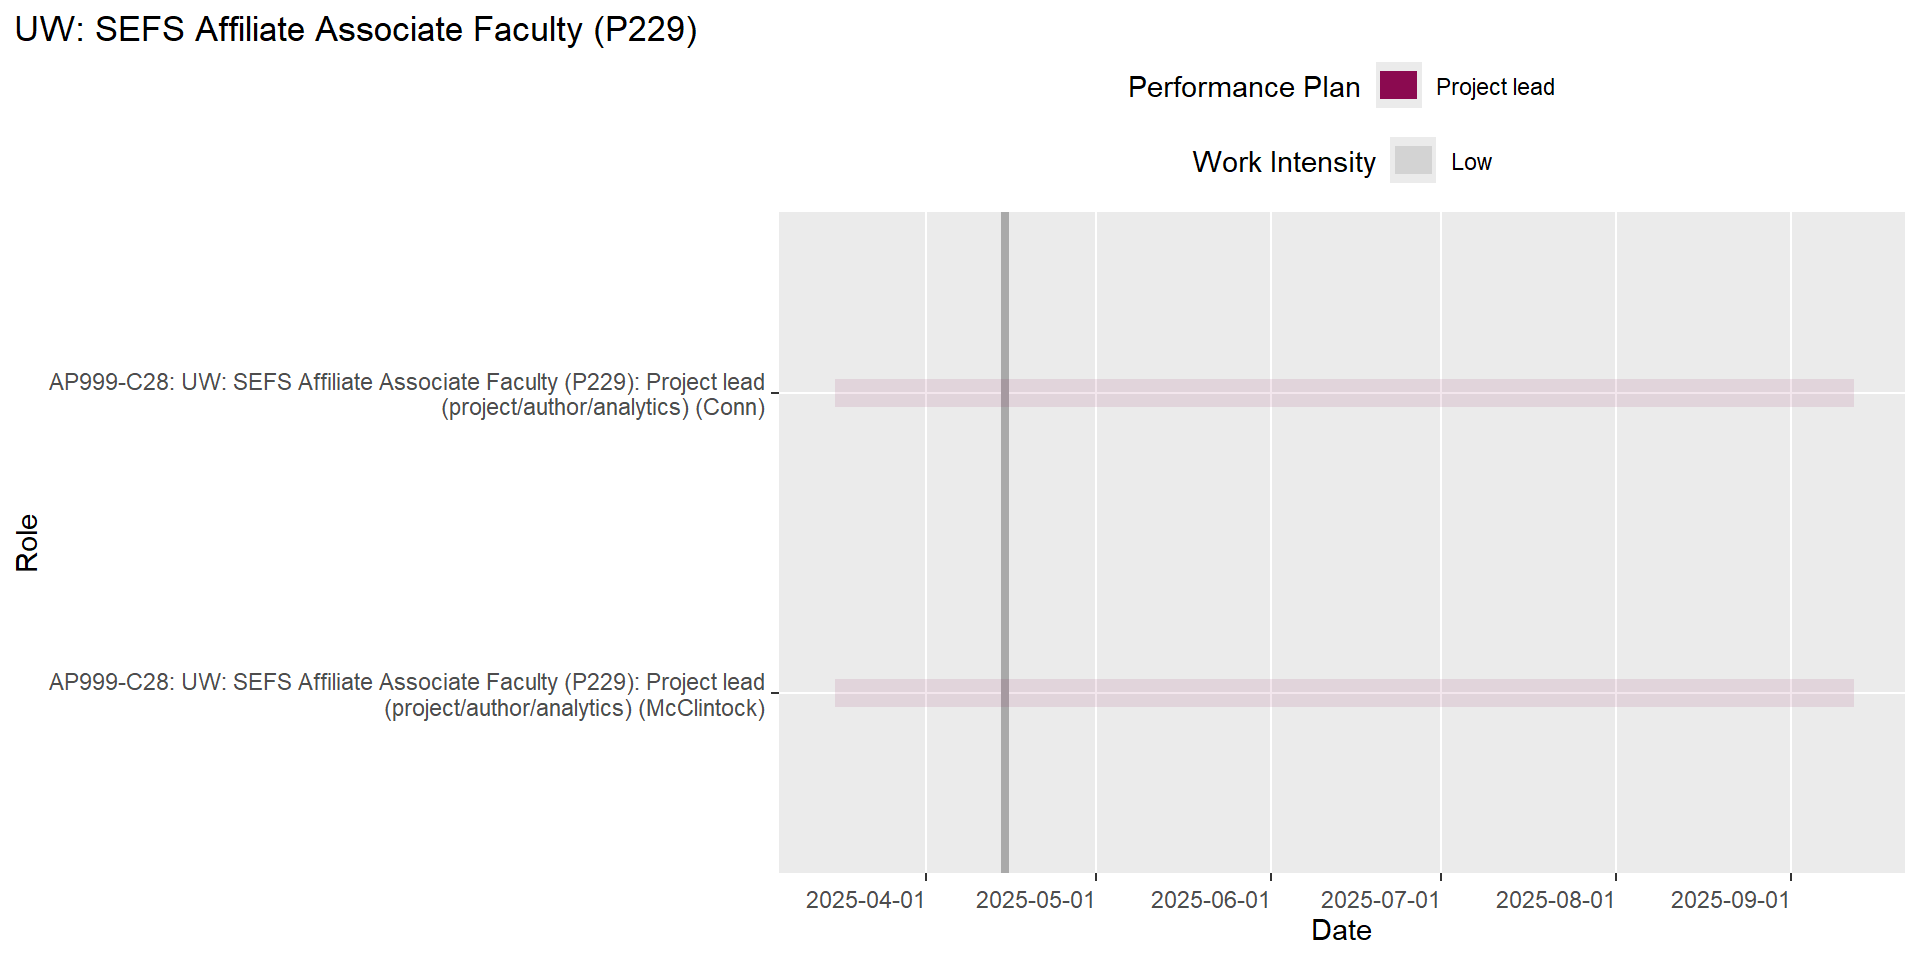 UW: SEFS Affiliate Associate Faculty (P229)
Performance Plan
Project lead
Work Intensity
Low
AP999-C28: UW: SEFS Affiliate Associate Faculty (P229): Project lead
(project/author/analytics) (Conn)
Role
AP999-C28: UW: SEFS Affiliate Associate Faculty (P229): Project lead
(project/author/analytics) (McClintock)
2025-04-01
2025-05-01
2025-06-01
2025-07-01
2025-08-01
2025-09-01
Date